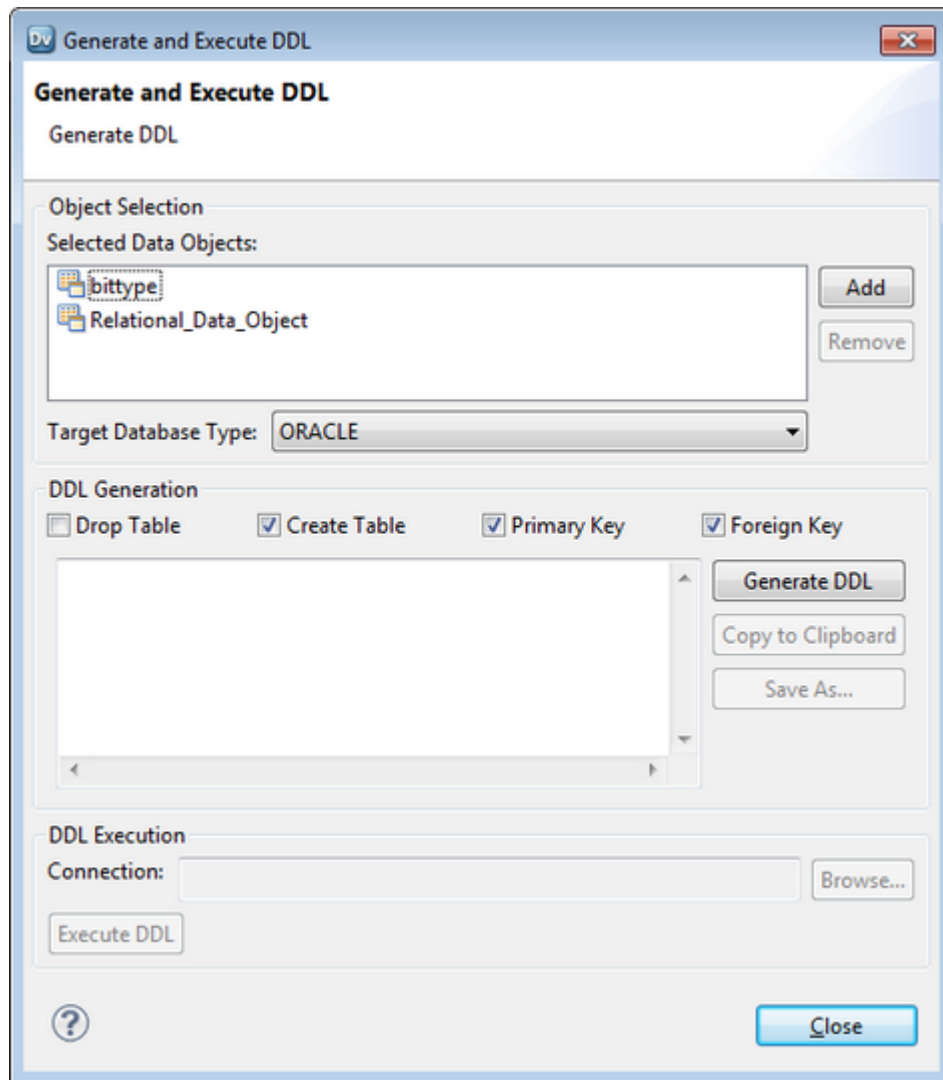 Dv Generate and Execute DDL
Generate and Execute DDL
Generate DDL
Object Selection
Selected Data Objects:
bittype
Add
Relational_Data_Object
Remove
Target Database Type: ORACLE
DDL Generation
Drop Table Create Table Primary Key Foreign Key
Generate DDL
Copy to Clipboard
Save As...
DDL Execution
Connection:
Browse...
Execute DDL
?
Close